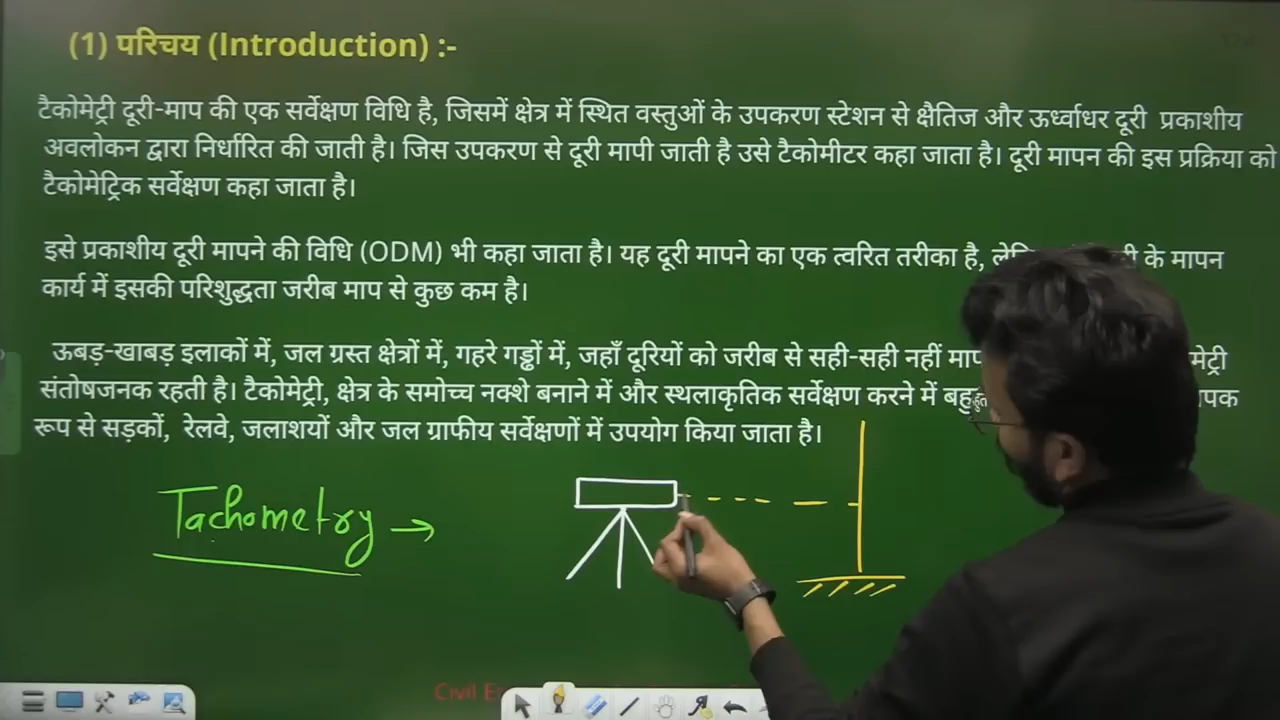 (1) परिचय (Introduction) :-
टैकोमेट्री दूरी-माप की एक सर्वेक्षण विधि है, जिसमें क्षेत्र में स्थित वस्तुओं के उपकरण स्टेशन से क्षैतिज और ऊर्ध्वाधर दूरी प्रकाशीय
अवलोकन द्वारा निर्धारित की जाती है। जिस उपकरण से दूरी मापी जाती है उसे टैकोमीटर कहा जाता है। दूरी मापन की इस प्रक्रिया को
टैकोमेट्रिक सर्वेक्षण कहा जाता है।
इसे प्रकाशीय दूरी मापने की विधि (ODM) भी कहा जाता है। यह दूरी मापने का एक त्वरित तरीका है, के मापन
कार्य में इसकी परिशुद्धता जरीब माप से कुछ कम है।
ऊबड़-खाबड़ इलाकों में, जल ग्रस्त क्षेत्रों में, गहरे गड्ढों में, जहाँ दूरियों को जरीब से सही-सही नहीं
संतोषजनक रहती है। टैकोमेट्री, क्षेत्र के समोच्च नक्शे बनाने में और स्थलाकृतिक सर्वेक्षण करने में
रूप से सड़कों, रेलवे, जलाशयों और जल ग्राफीय सर्वेक्षणों में उपयोग किया जाता है।
Tachometry →
Civil